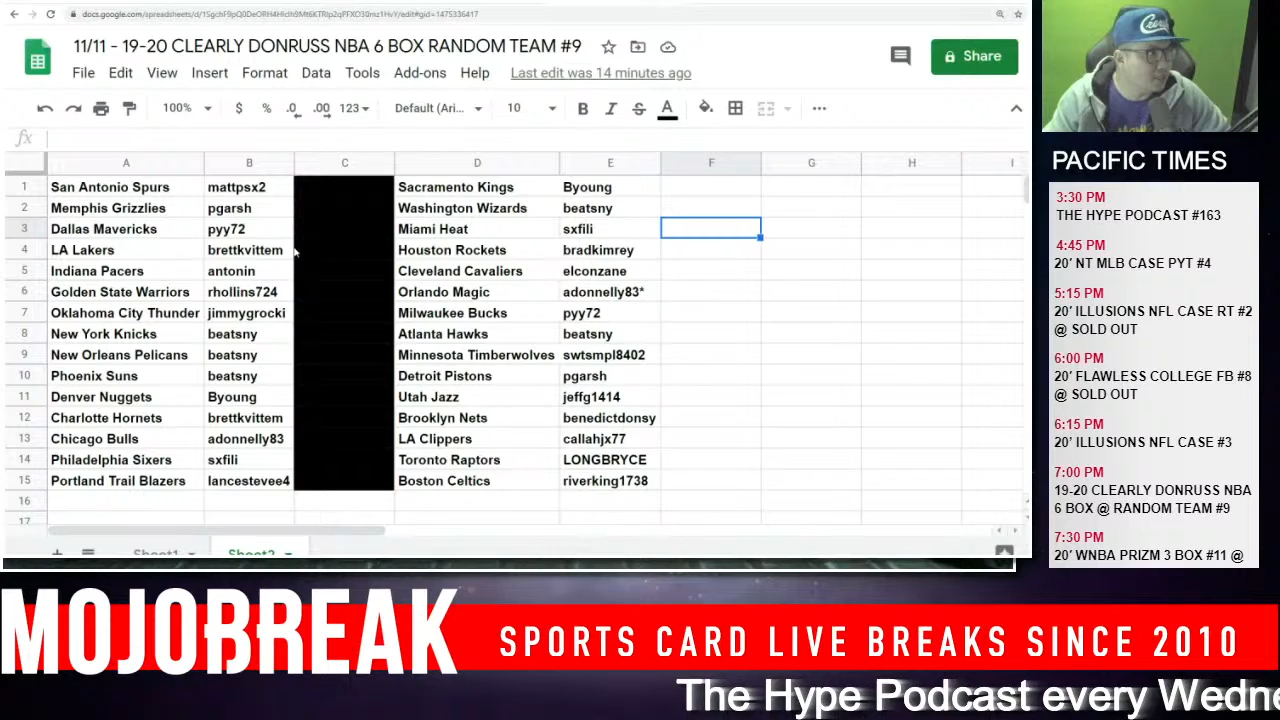 docs.google.com/spreadsheets/d/
11/11 - 19-20 CLEARLY DONRUSS NBA 6 BOX RANDOM TEAM #9
Share
File Edit View Insert Format Data Tools Add-ons Help Last edit was 14 minutes ago
100% $ % .0 .00 123 Default (Ari... 10 B I S A
fx
A B C D E F G H I
1 San Antonio Spurs mattpsx2 Sacramento Kings Byoung
2 Memphis Grizzlies pgarsh Washington Wizards beatsny
3 Dallas Mavericks pyy72 Miami Heat sxfili
4 LA Lakers brettkvittem Houston Rockets bradkimrey
5 Indiana Pacers antonin Cleveland Cavaliers elconzane
6 Golden State Warriors rhollins724 Orlando Magic adonnelly83*
7 Oklahoma City Thunder jimmygrocki Milwaukee Bucks pyy72
8 New York Knicks beatsny Atlanta Hawks beatsny
9 New Orleans Pelicans beatsny Minnesota Timberwolves swtsmpl8402
10 Phoenix Suns beatsny Detroit Pistons pgarsh
11 Denver Nuggets Byoung Utah Jazz jeffg1414
12 Charlotte Hornets brettkvittem Brooklyn Nets benedictdonsy
13 Chicago Bulls adonnelly83 LA Clippers callahjx77
14 Philadelphia Sixers sxfili Toronto Raptors LONGBRYCE
15 Portland Trail Blazers lancestevee4 Boston Celtics riverking1738
16
17
Sheet1 Sheet2
PACIFIC TIMES
3:30 PM
THE HYPE PODCAST #163
4:45 PM
20' NT MLB CASE PYT #4
5:15 PM
20' ILLUSIONS NFL CASE RT #2
@ SOLD OUT
6:00 PM
20' FLAWLESS COLLEGE FB #8
@ SOLD OUT
6:15 PM
20' ILLUSIONS NFL CASE #3
7:00 PM
19-20 CLEARLY DONRUSS NBA
6 BOX @ RANDOM TEAM #9
7:30 PM
20' WNBA PRIZM 3 BOX #11 @
MOJOBREAK
SPORTS CARD LIVE BREAKS SINCE 2010
The Hype Podcast every Wedne